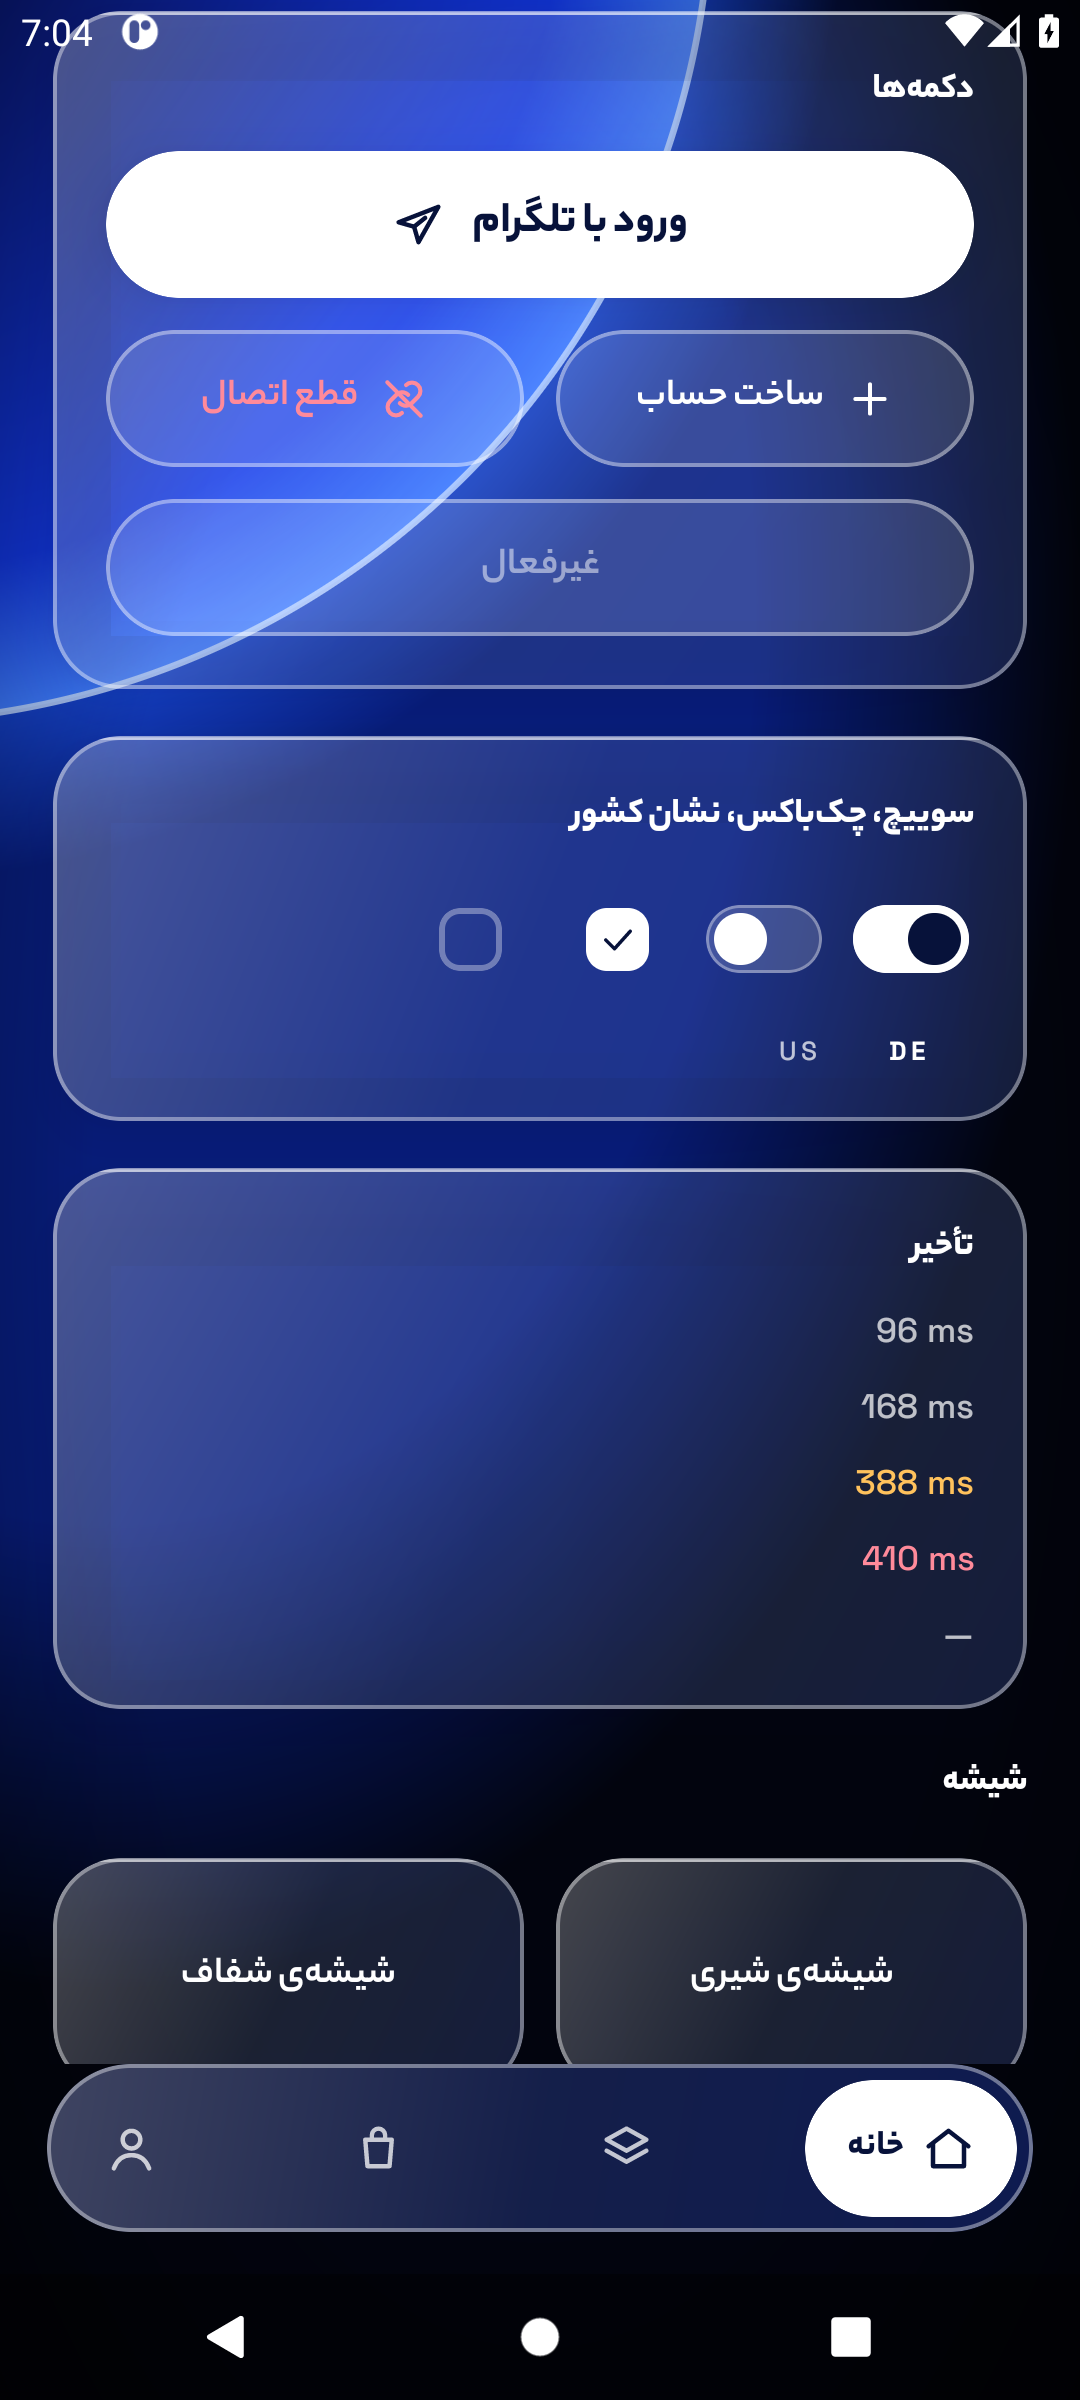 7:04
دکمه‌ها
ورود با تلگرام
ساخت حساب
قطع اتصال
غیرفعال
سوییچ، چک‌باکس، نشان کشور
DE
US
تأخیر
96 ms
168 ms
388 ms
410 ms
—
شیشه
شیشه‌ی شیری
شیشه‌ی شفاف
خانه